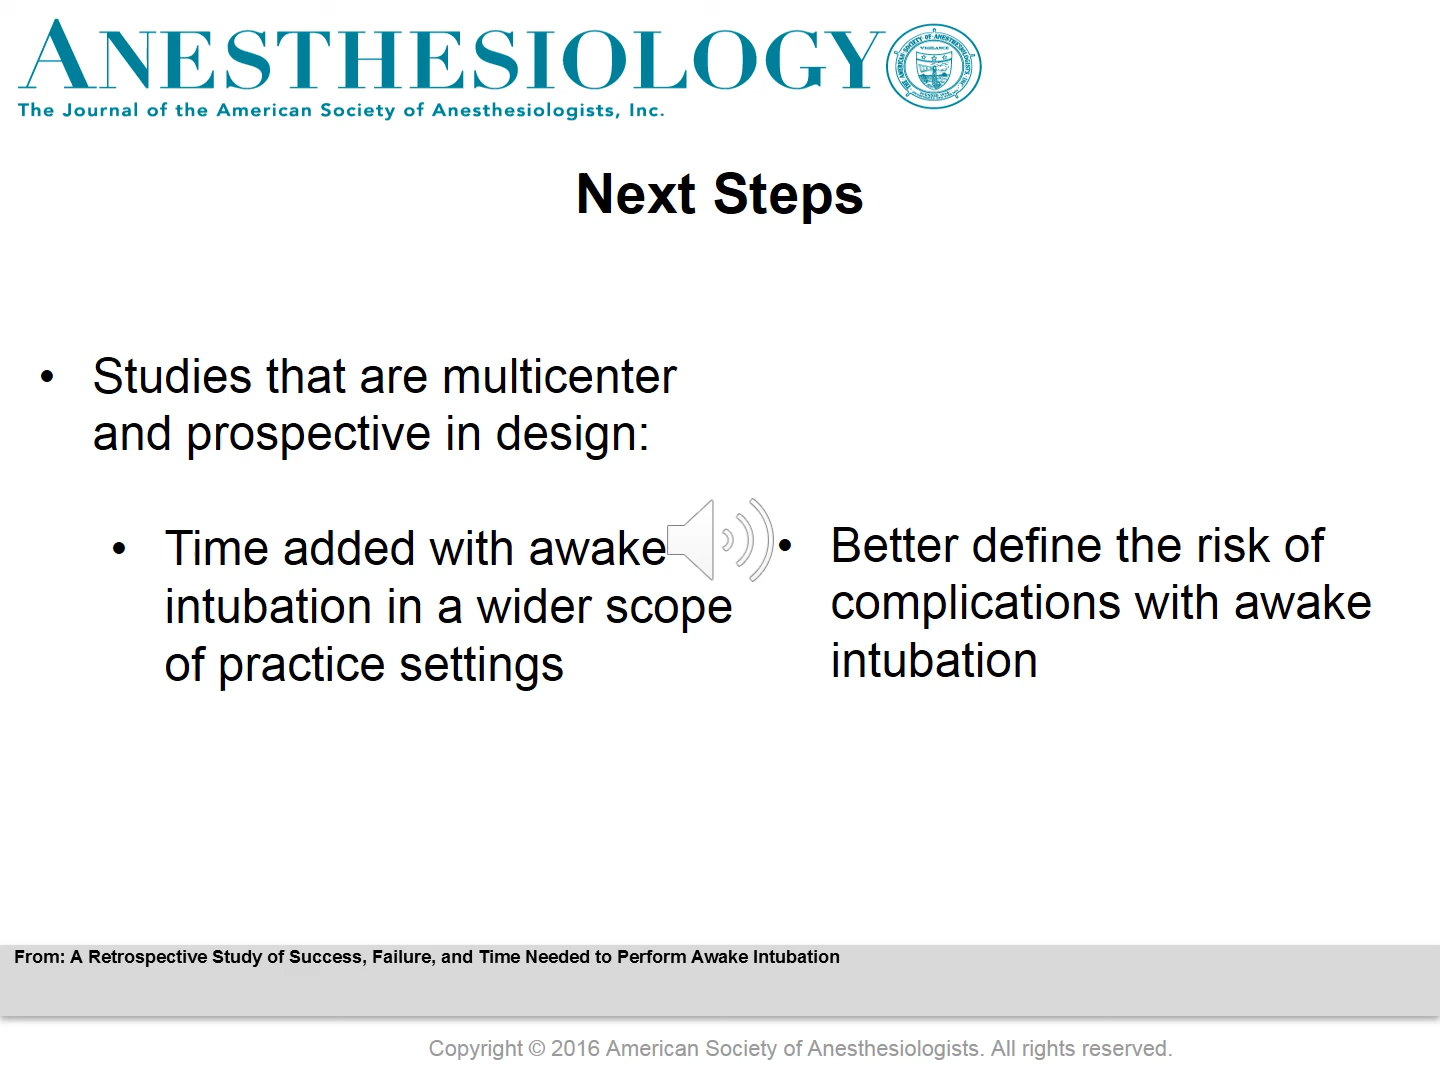 ANESTHESIOLOGY
The Journal of the American Society of Anesthesiologists, Inc.
Next Steps
• Studies that are multicenter
and prospective in design:
• Time added with awake
intubation in a wider scope
of practice settings
• Better define the risk of
complications with awake
intubation
From: A Retrospective Study of Success, Failure, and Time Needed to Perform Awake Intubation
Copyright © 2016 American Society of Anesthesiologists. All rights reserved.